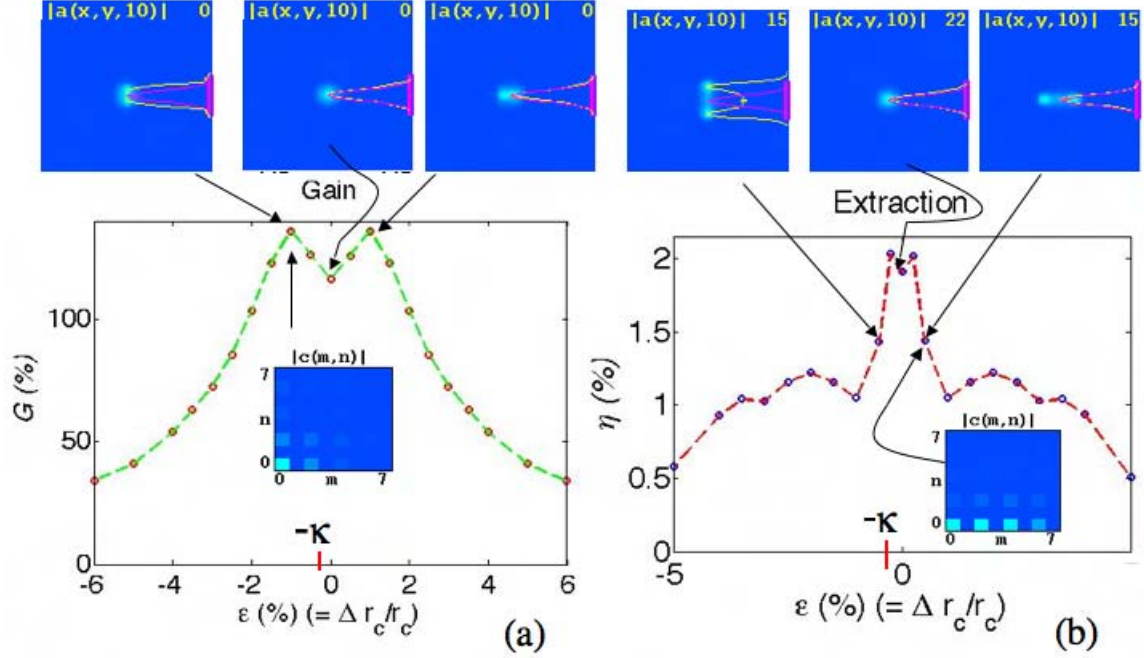 |a(x,y,10)| 0
|a(x,y,10)| 0
|a(x,y,10)| 0
|a(x,y,10)| 15
|a(x,y,10)| 22
|a(x,y,10)| 15
Gain
Extraction
G (%)
100
50
0
-6
-4
-2
0
2
4
6
ε (%) (= Δ r_c/r_c)
-κ
|c(m,n)|
7
n
0
0
m
7
(a)
η (%)
2
1.5
1
0.5
0
-5
0
ε (%) (= Δ r_c/r_c)
-κ
|c(m,n)|
7
n
0
0
m
7
(b)